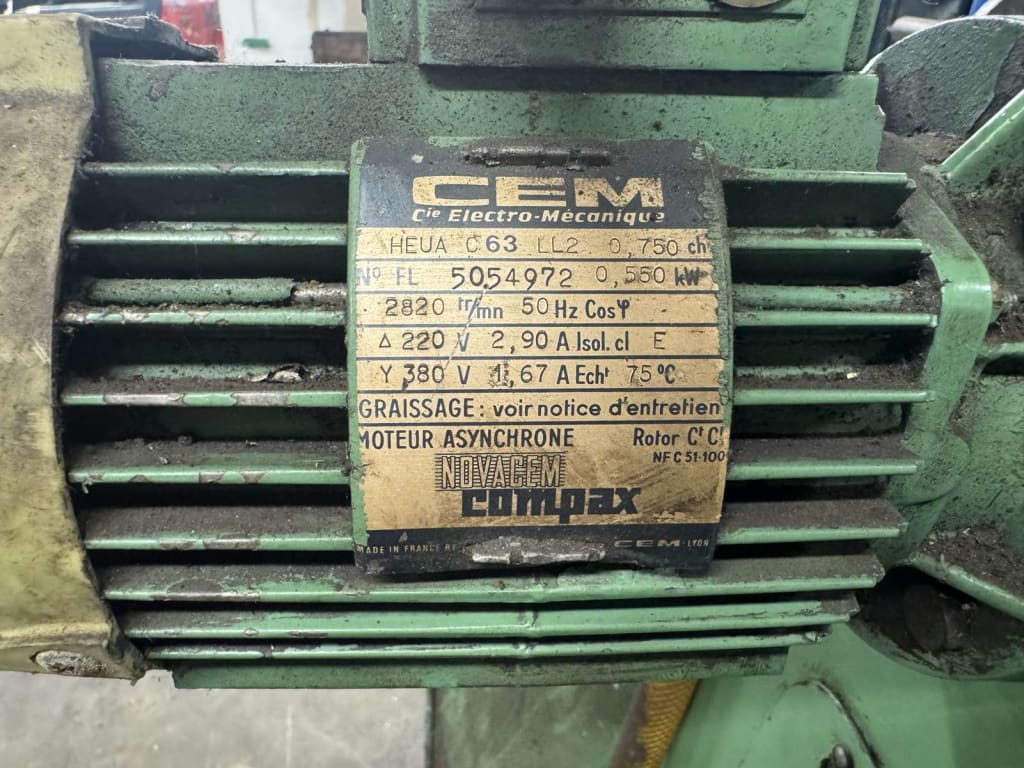 CEM
Cie Electro-Mécanique
HEUA C63 LL2 0,750 ch
No FL 5054972 0,550 kW
2820 tr/mn 50 Hz Cos φ
Δ 220 V 2,90 A Isol. cl E
Y 380 V 1,67 A Echt 75 °C
GRAISSAGE : voir notice d'entretien
MOTEUR ASYNCHRONE Rotor Ct Ct
NF C 51-100
NOVACEM
compax
MADE IN FRANCE BY CEM - LYON